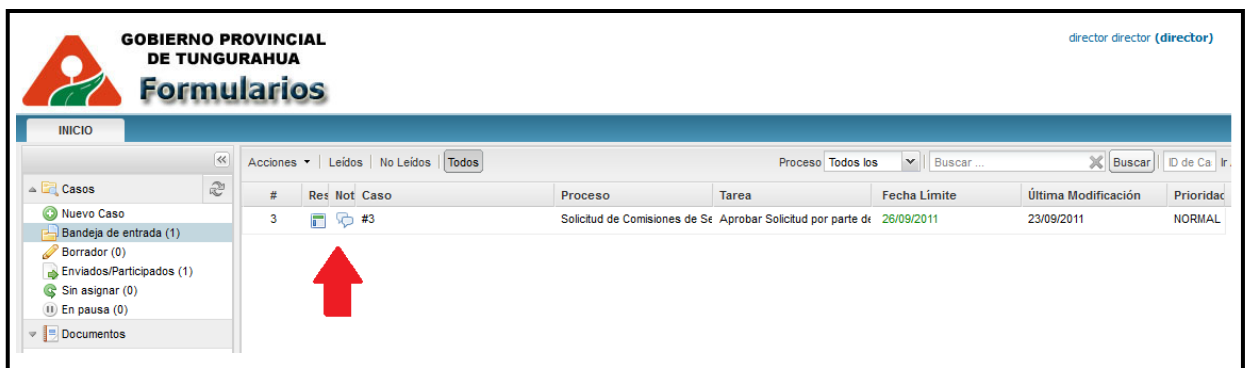 GOBIERNO PROVINCIAL
DE TUNGURAHUA
Formularios
director director (director)
INICIO
Acciones Leídos No Leídos Todos Proceso Todos los Buscar ... Buscar ID de Ca Ir
Casos
# Res Not Caso Proceso Tarea Fecha Límite Última Modificación Prioridac
Nuevo Caso
3 #3 Solicitud de Comisiones de Se Aprobar Solicitud por parte de 26/09/2011 23/09/2011 NORMAL
Bandeja de entrada (1)
Borrador (0)
Enviados/Participados (1)
Sin asignar (0)
En pausa (0)
Documentos